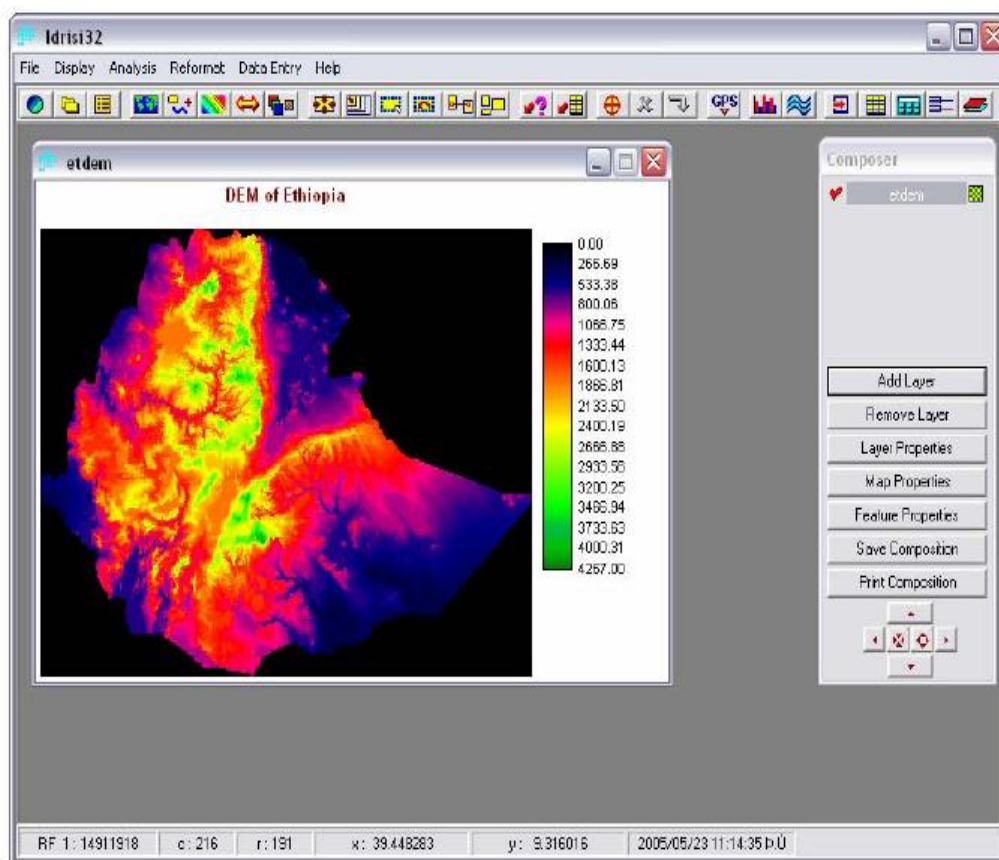 Idrisi32
File Display Analysis Reformat Data Entry Help
GPS
etdem
DEM of Ethiopia
0.00
266.69
533.38
800.06
1066.75
1333.44
1600.13
1866.81
2133.50
2400.19
2666.88
2933.56
3200.25
3466.94
3733.63
4000.31
4267.00
Composer
etdem
Add Layer
Remove Layer
Layer Properties
Map Properties
Feature Properties
Save Composition
Print Composition
RF 1 : 14911918 c : 216 r : 191 x : 39.448283 y : 9.316016 2005/05/23 11:14:35 Þ.Ú